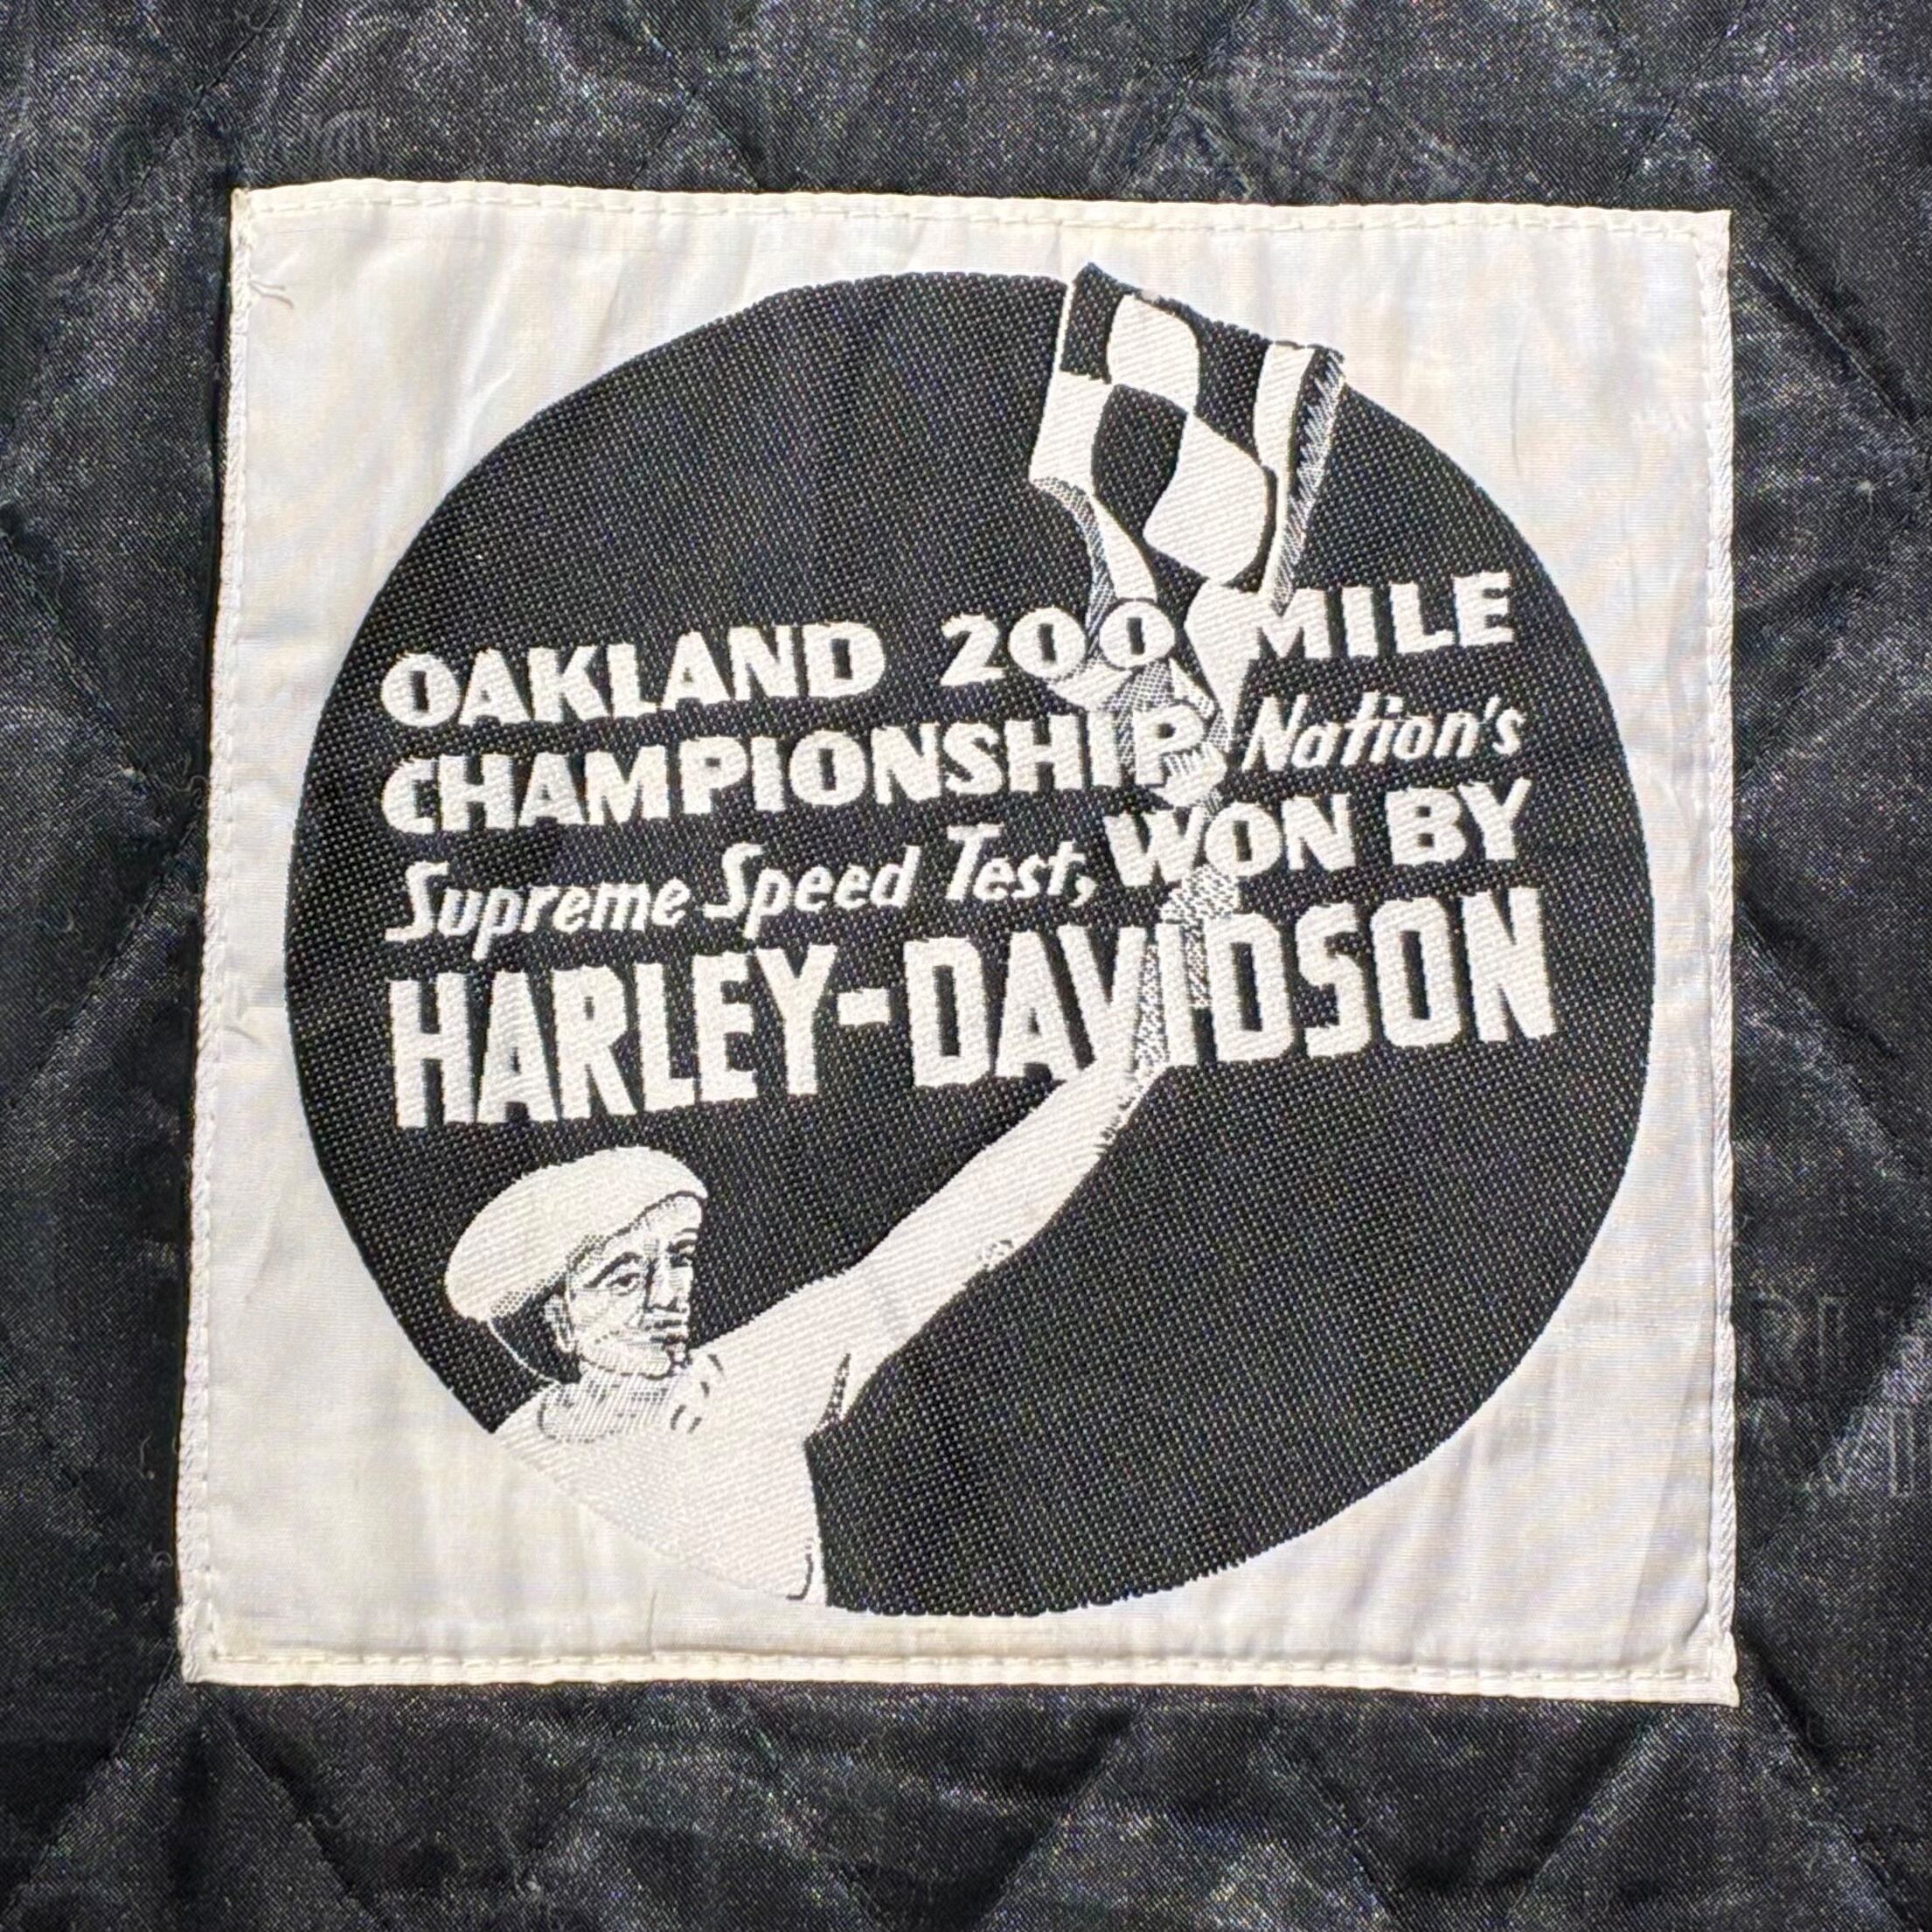 OAKLAND 200 MILE
CHAMPIONSHIP, Nation's
Supreme Speed Test, WON BY
HARLEY-DAVIDSON